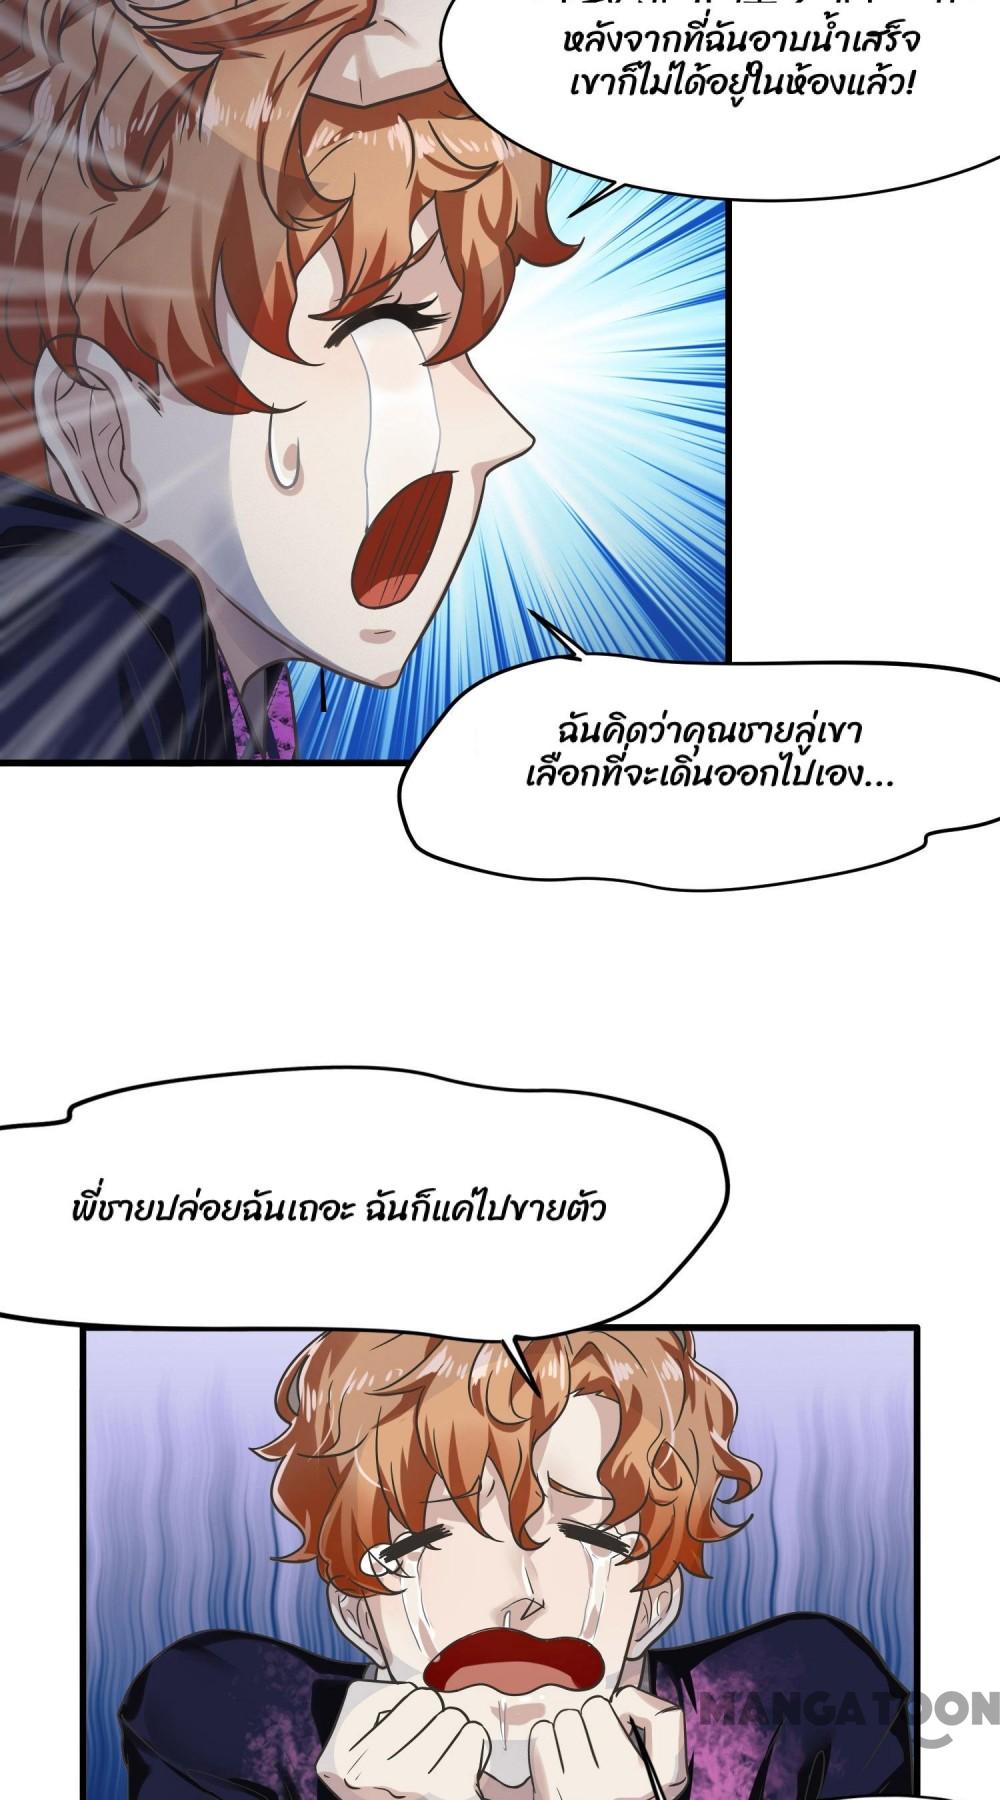 หลังจากที่ฉันอาบน้ำเสร็จ
เขาก็ไม่ได้อยู่ในห้องแล้ว!
ฉันคิดว่าคุณชายลู่เขา
เลือกที่จะเดินออกไปเอง...
พี่ชายปล่อยฉันเถอะ ฉันก็แค่ไปขายตัว
MANGATOON